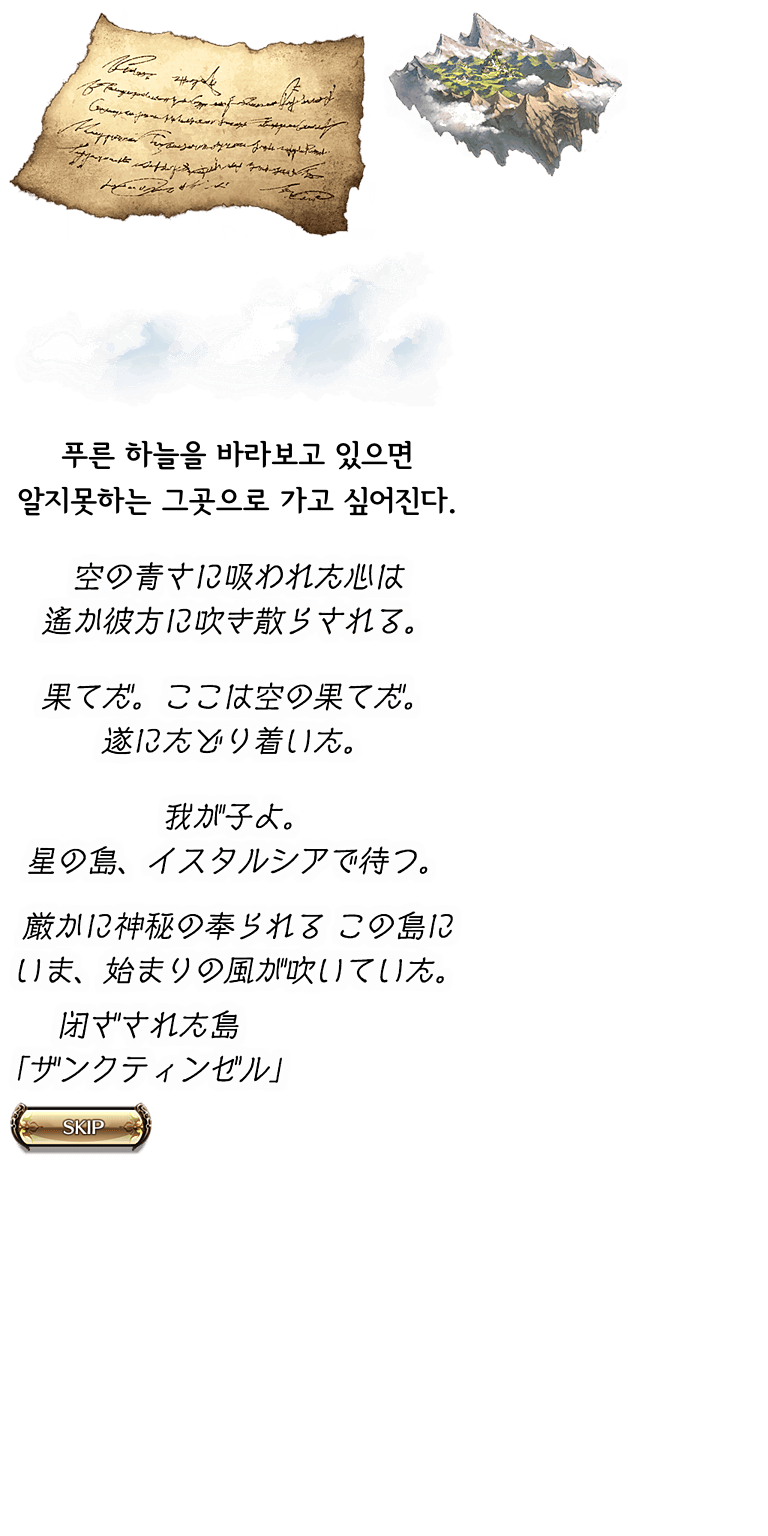 푸른 하늘을 바라보고 있으면
알지못하는 그곳으로 가고 싶어진다.
空の青さに吸われた心は
遙か彼方に吹き散らされる。
果てだ。ここは空の果てだ。
遂にたどり着いた。
我が子よ。
星の島、イスタルシアで待つ。
厳かに神秘の奉られる この島に
いま、始まりの風が吹いていた。
閉ざされた島
「ザンクティンゼル」
SKIP